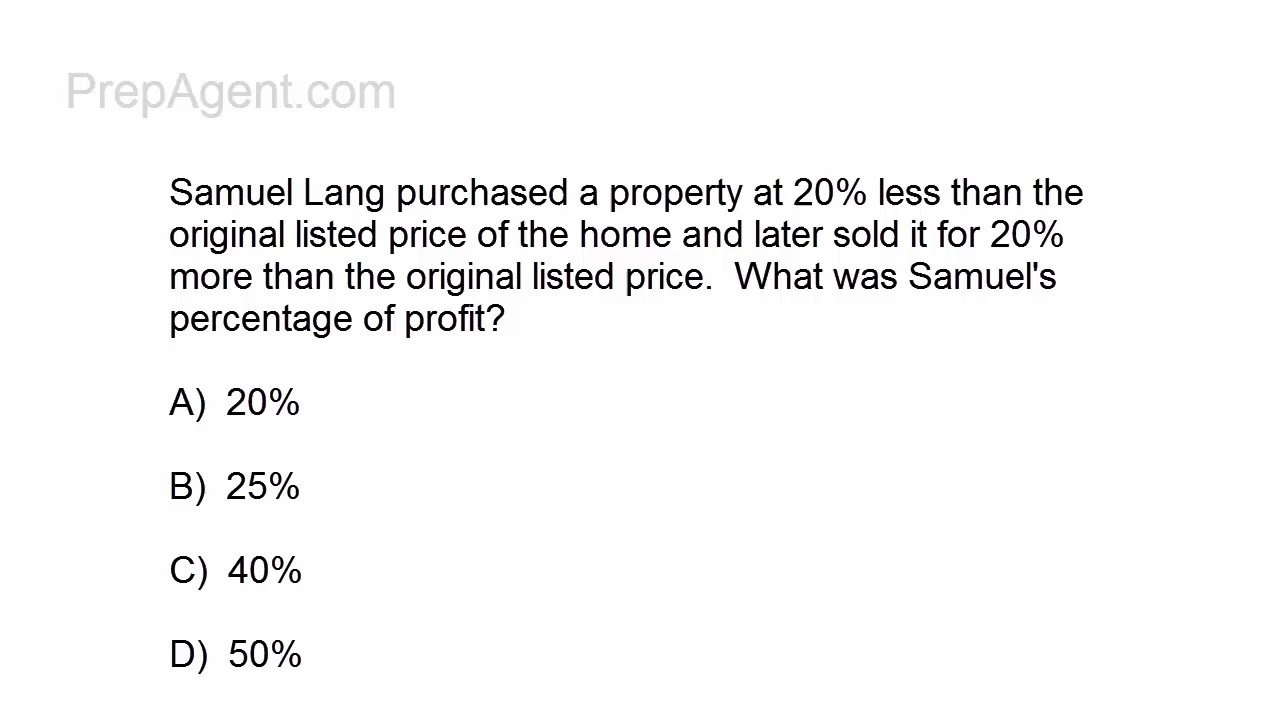 PrepAgent.com
Samuel Lang purchased a property at 20% less than the
original listed price of the home and later sold it for 20%
more than the original listed price.  What was Samuel's
percentage of profit?
A)  20%
B)  25%
C)  40%
D)  50%